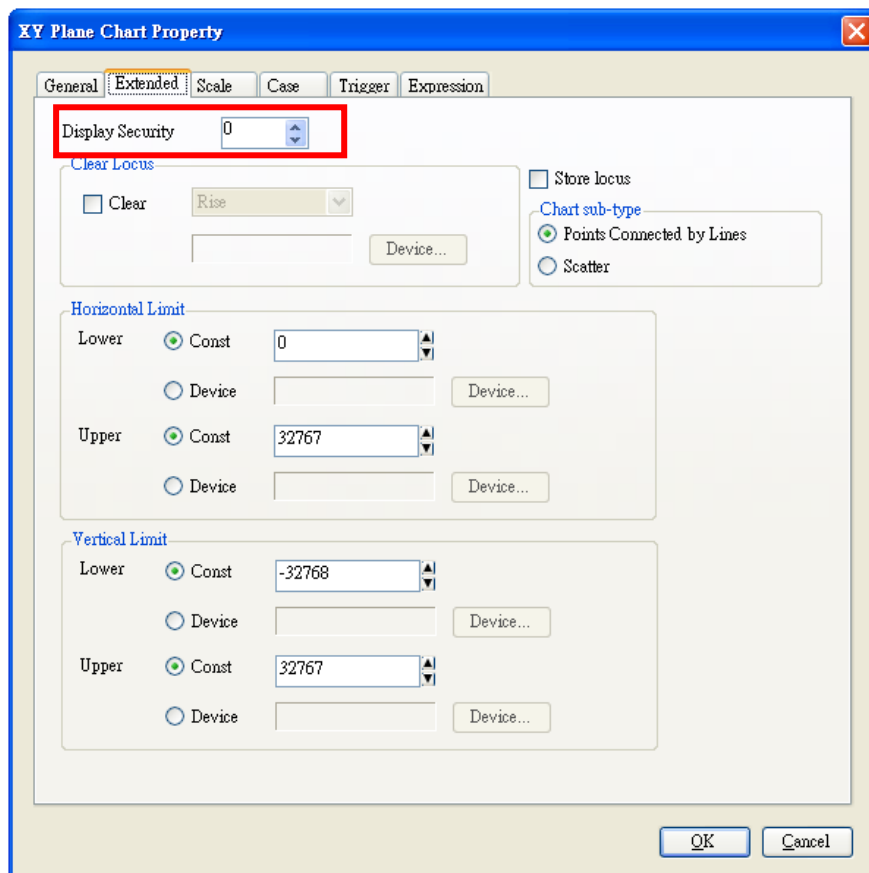 XY Plane Chart Property
General Extended Scale Case Trigger Expression
Display Security 0
Clear Locus
Clear Rise
Device...
Store locus
Chart sub-type
Points Connected by Lines
Scatter
Horizontal Limit
Lower Const 0
Device Device...
Upper Const 32767
Device Device...
Vertical Limit
Lower Const -32768
Device Device...
Upper Const 32767
Device Device...
OK Cancel